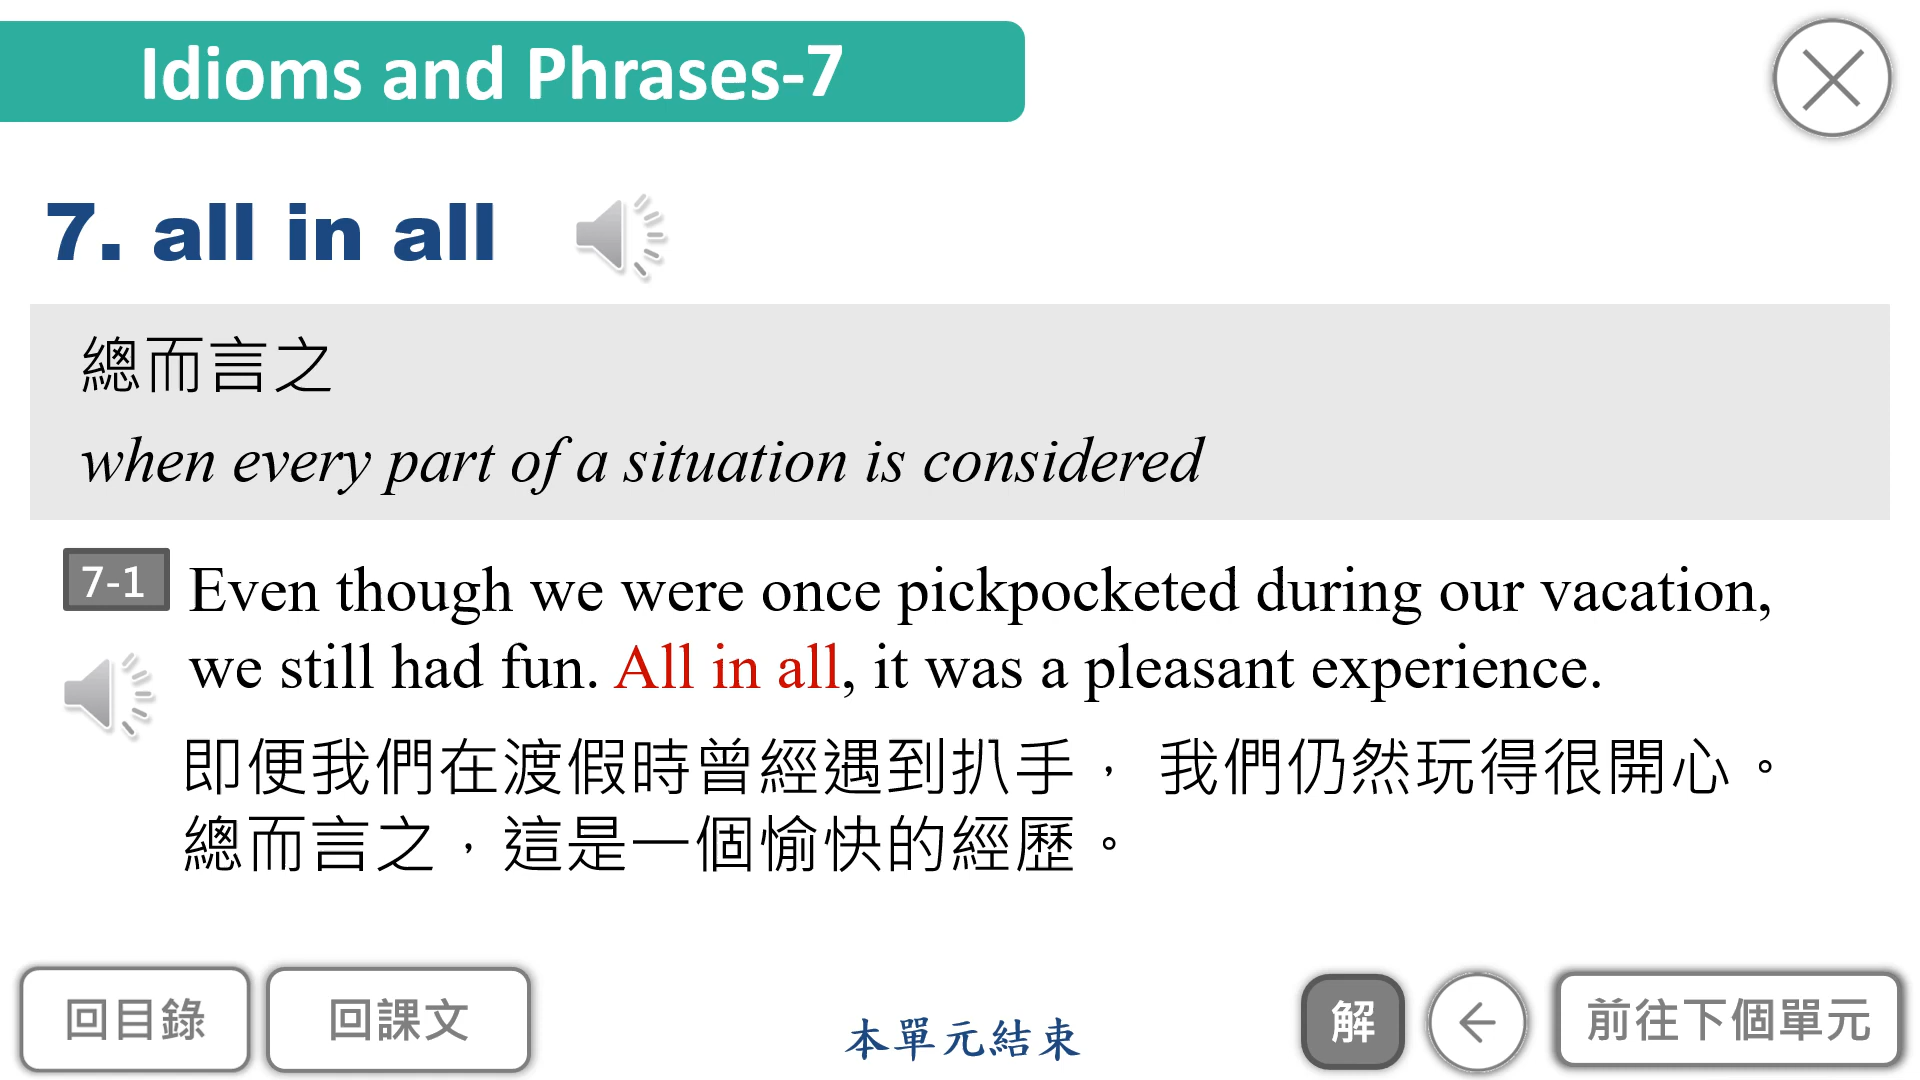 Idioms and Phrases-7
7. all in all
總而言之
when every part of a situation is considered
7-1
Even though we were once pickpocketed during our vacation,
we still had fun. All in all, it was a pleasant experience.
即便我們在渡假時曾經遇到扒手， 我們仍然玩得很開心。
總而言之，這是一個愉快的經歷。
回目錄
回課文
本單元結束
解
前往下個單元